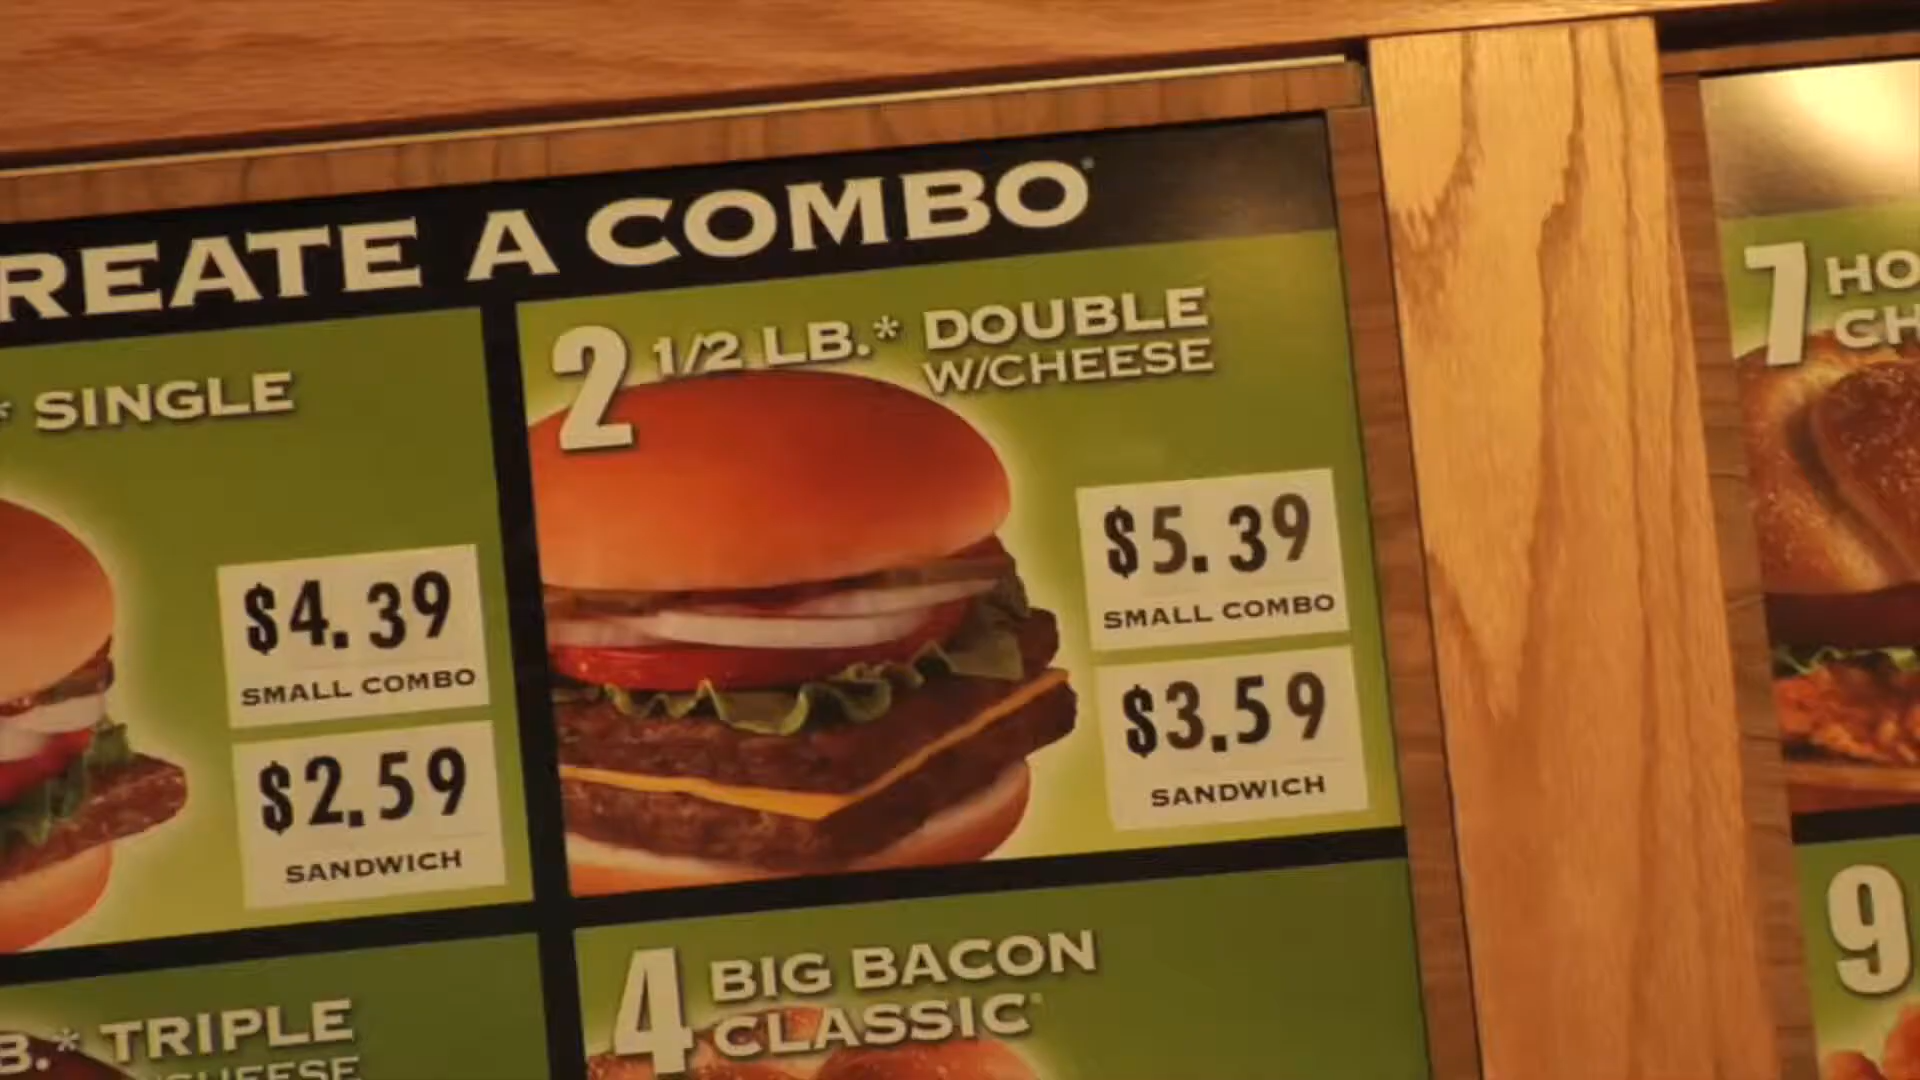 REATE A COMBO
* SINGLE
$4.39
SMALL COMBO
$2.59
SANDWICH
2 1/2 LB.* DOUBLE
W/CHEESE
$5.39
SMALL COMBO
$3.59
SANDWICH
B.* TRIPLE
CHEESE
4 BIG BACON
CLASSIC
7 HO
CH
9